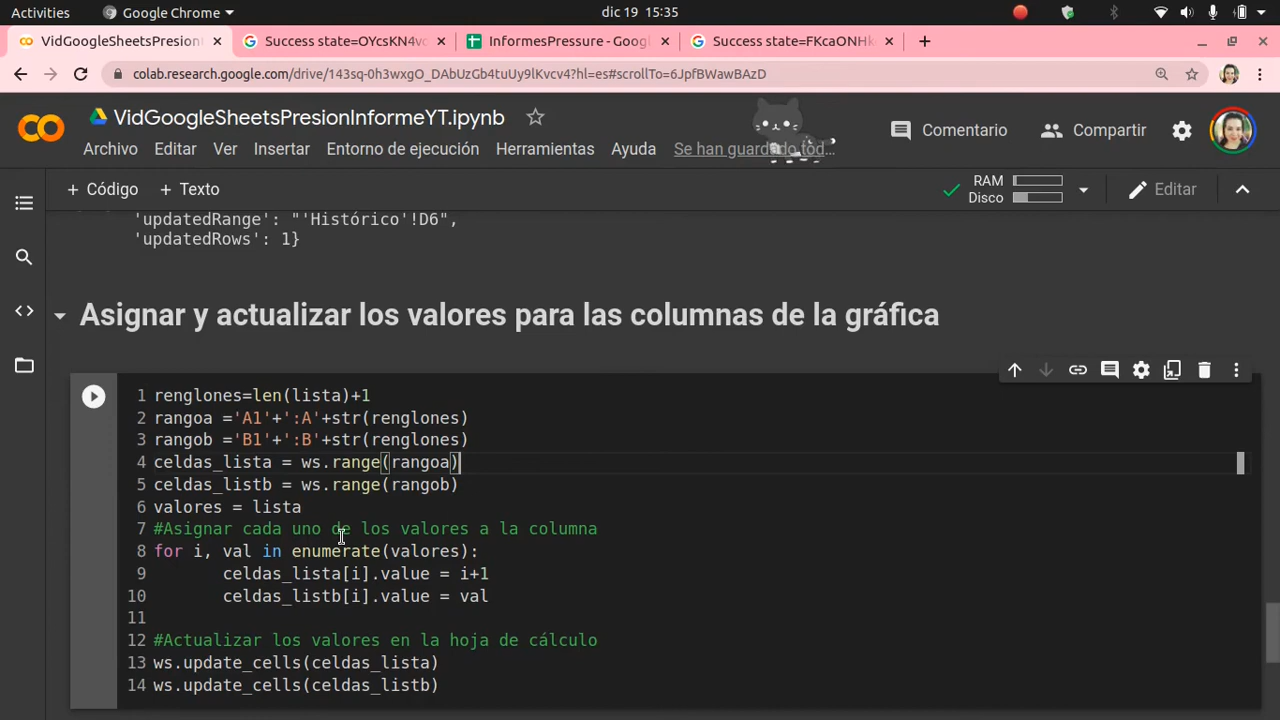 Activities
Google Chrome
dic 19 15:35
VidGoogleSheetsPresionI
Success state=OYcsKN4v
InformesPressure - Goog
Success state=FKcaONHk
colab.research.google.com/drive/143sq-0h3wxgO_DAbUzGb4tuUy9lKvcv4?hl=es#scrollTo=6JpfBWawBAzD
VidGoogleSheetsPresionInformeYT.ipynb
Archivo Editar Ver Insertar Entorno de ejecución Herramientas Ayuda Se han guardado tod...
Comentario Compartir
+ Código + Texto
RAM
Disco
Editar
'updatedRange': "'Histórico'!D6",
'updatedRows': 1}
Asignar y actualizar los valores para las columnas de la gráfica
1 renglones=len(lista)+1
2 rangoa ='A1'+':A'+str(renglones)
3 rangob ='B1'+':B'+str(renglones)
4 celdas_lista = ws.range(rangoa)
5 celdas_listb = ws.range(rangob)
6 valores = lista
7 #Asignar cada uno de los valores a la columna
8 for i, val in enumerate(valores):
9 celdas_lista[i].value = i+1
10 celdas_listb[i].value = val
11
12 #Actualizar los valores en la hoja de cálculo
13 ws.update_cells(celdas_lista)
14 ws.update_cells(celdas_listb)